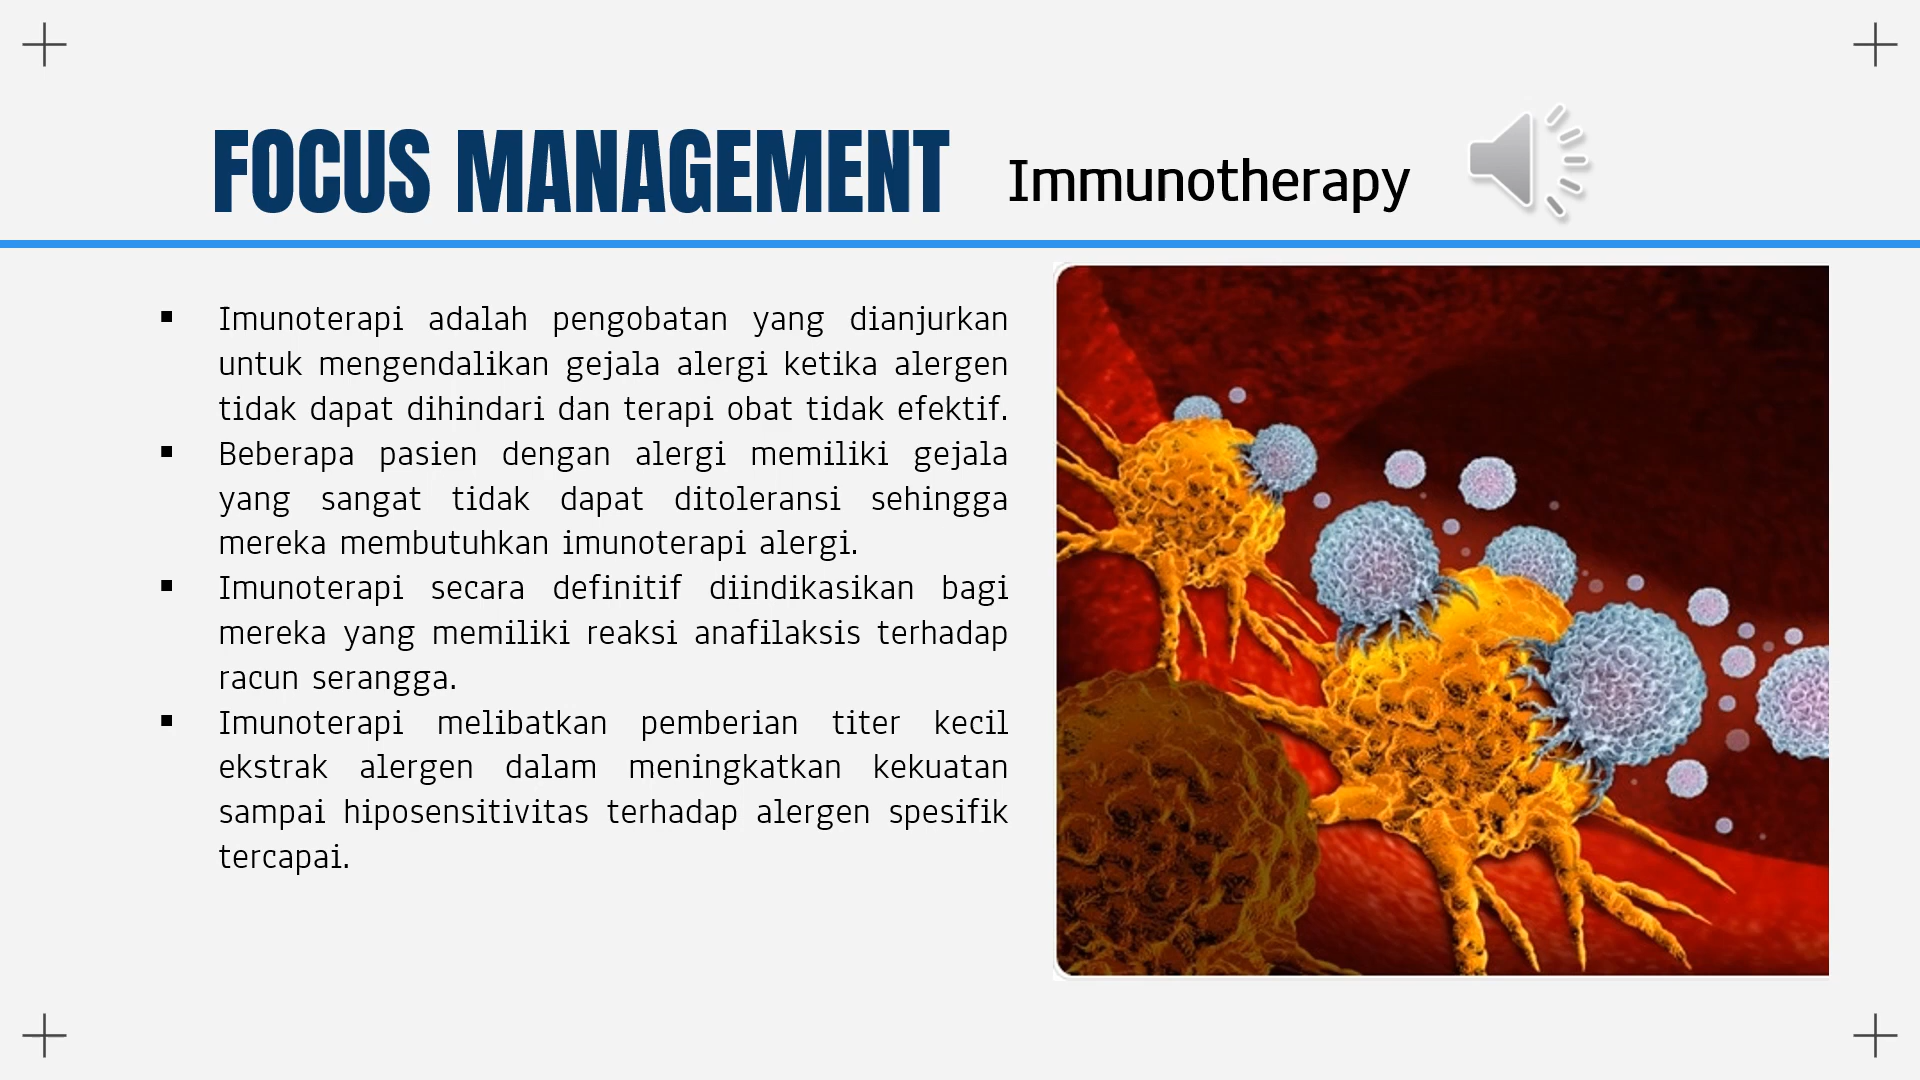 FOCUS MANAGEMENT Immunotherapy
▪ Imunoterapi adalah pengobatan yang dianjurkan
untuk mengendalikan gejala alergi ketika alergen
tidak dapat dihindari dan terapi obat tidak efektif.
▪ Beberapa pasien dengan alergi memiliki gejala
yang sangat tidak dapat ditoleransi sehingga
mereka membutuhkan imunoterapi alergi.
▪ Imunoterapi secara definitif diindikasikan bagi
mereka yang memiliki reaksi anafilaksis terhadap
racun serangga.
▪ Imunoterapi melibatkan pemberian titer kecil
ekstrak alergen dalam meningkatkan kekuatan
sampai hiposensitivitas terhadap alergen spesifik
tercapai.